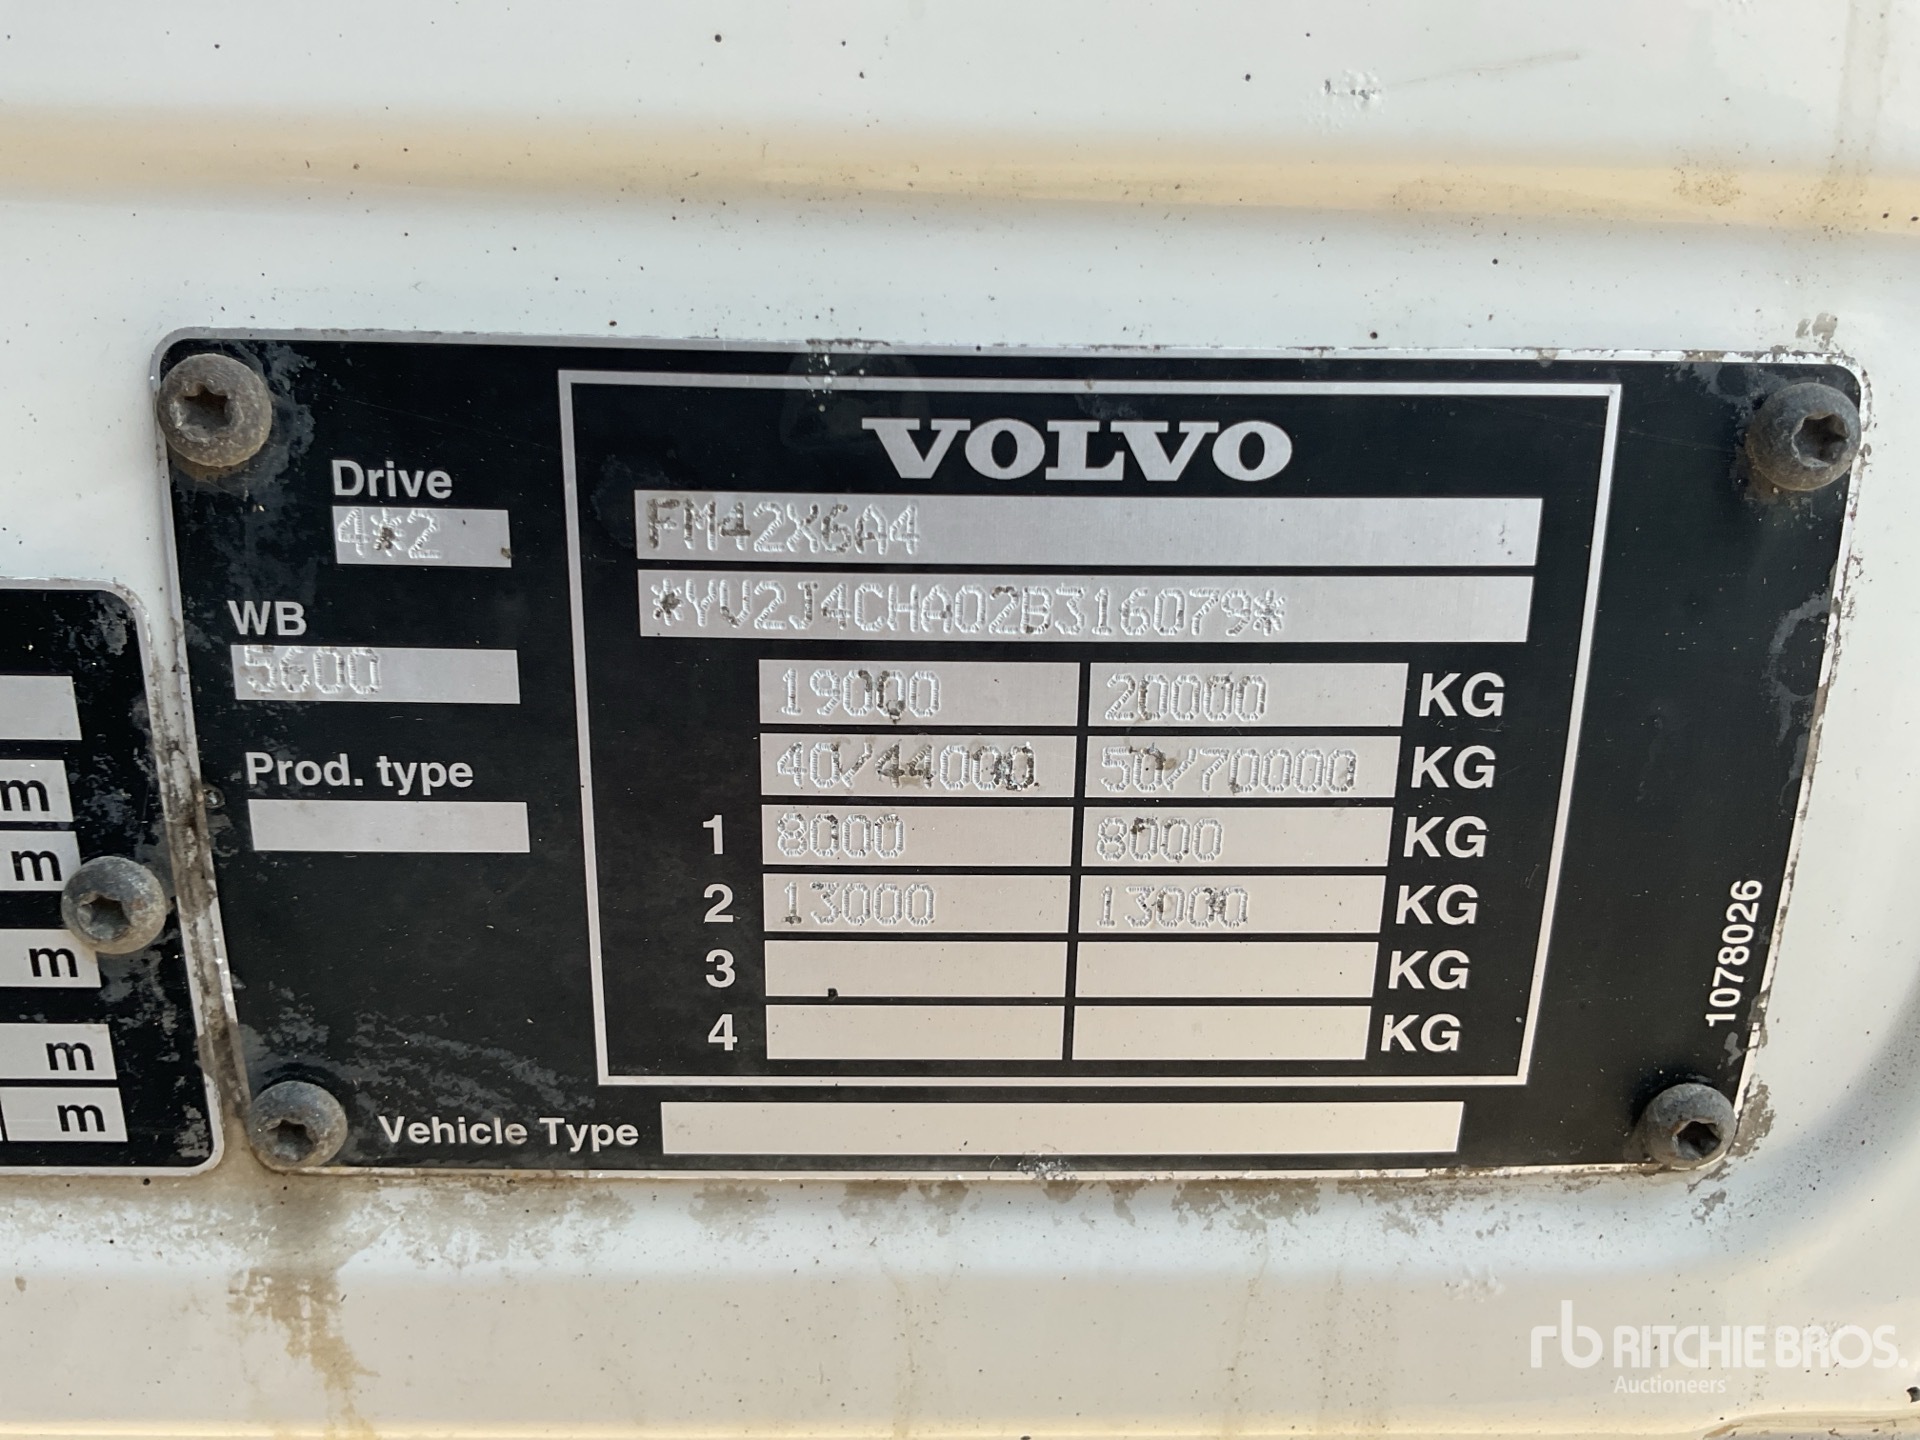 VOLVO
Drive
4*2
FM42X6A4
WB
*YV2J4CHA02B316079*
5600
19000 20000 KG
Prod. type
40/44000 50/70000 KG
1 8000 8000 KG
2 13000 13000 KG
3 KG
4 KG
Vehicle Type
1078026
m
m
m
m
m
rb RITCHIE BROS.
Auctioneers